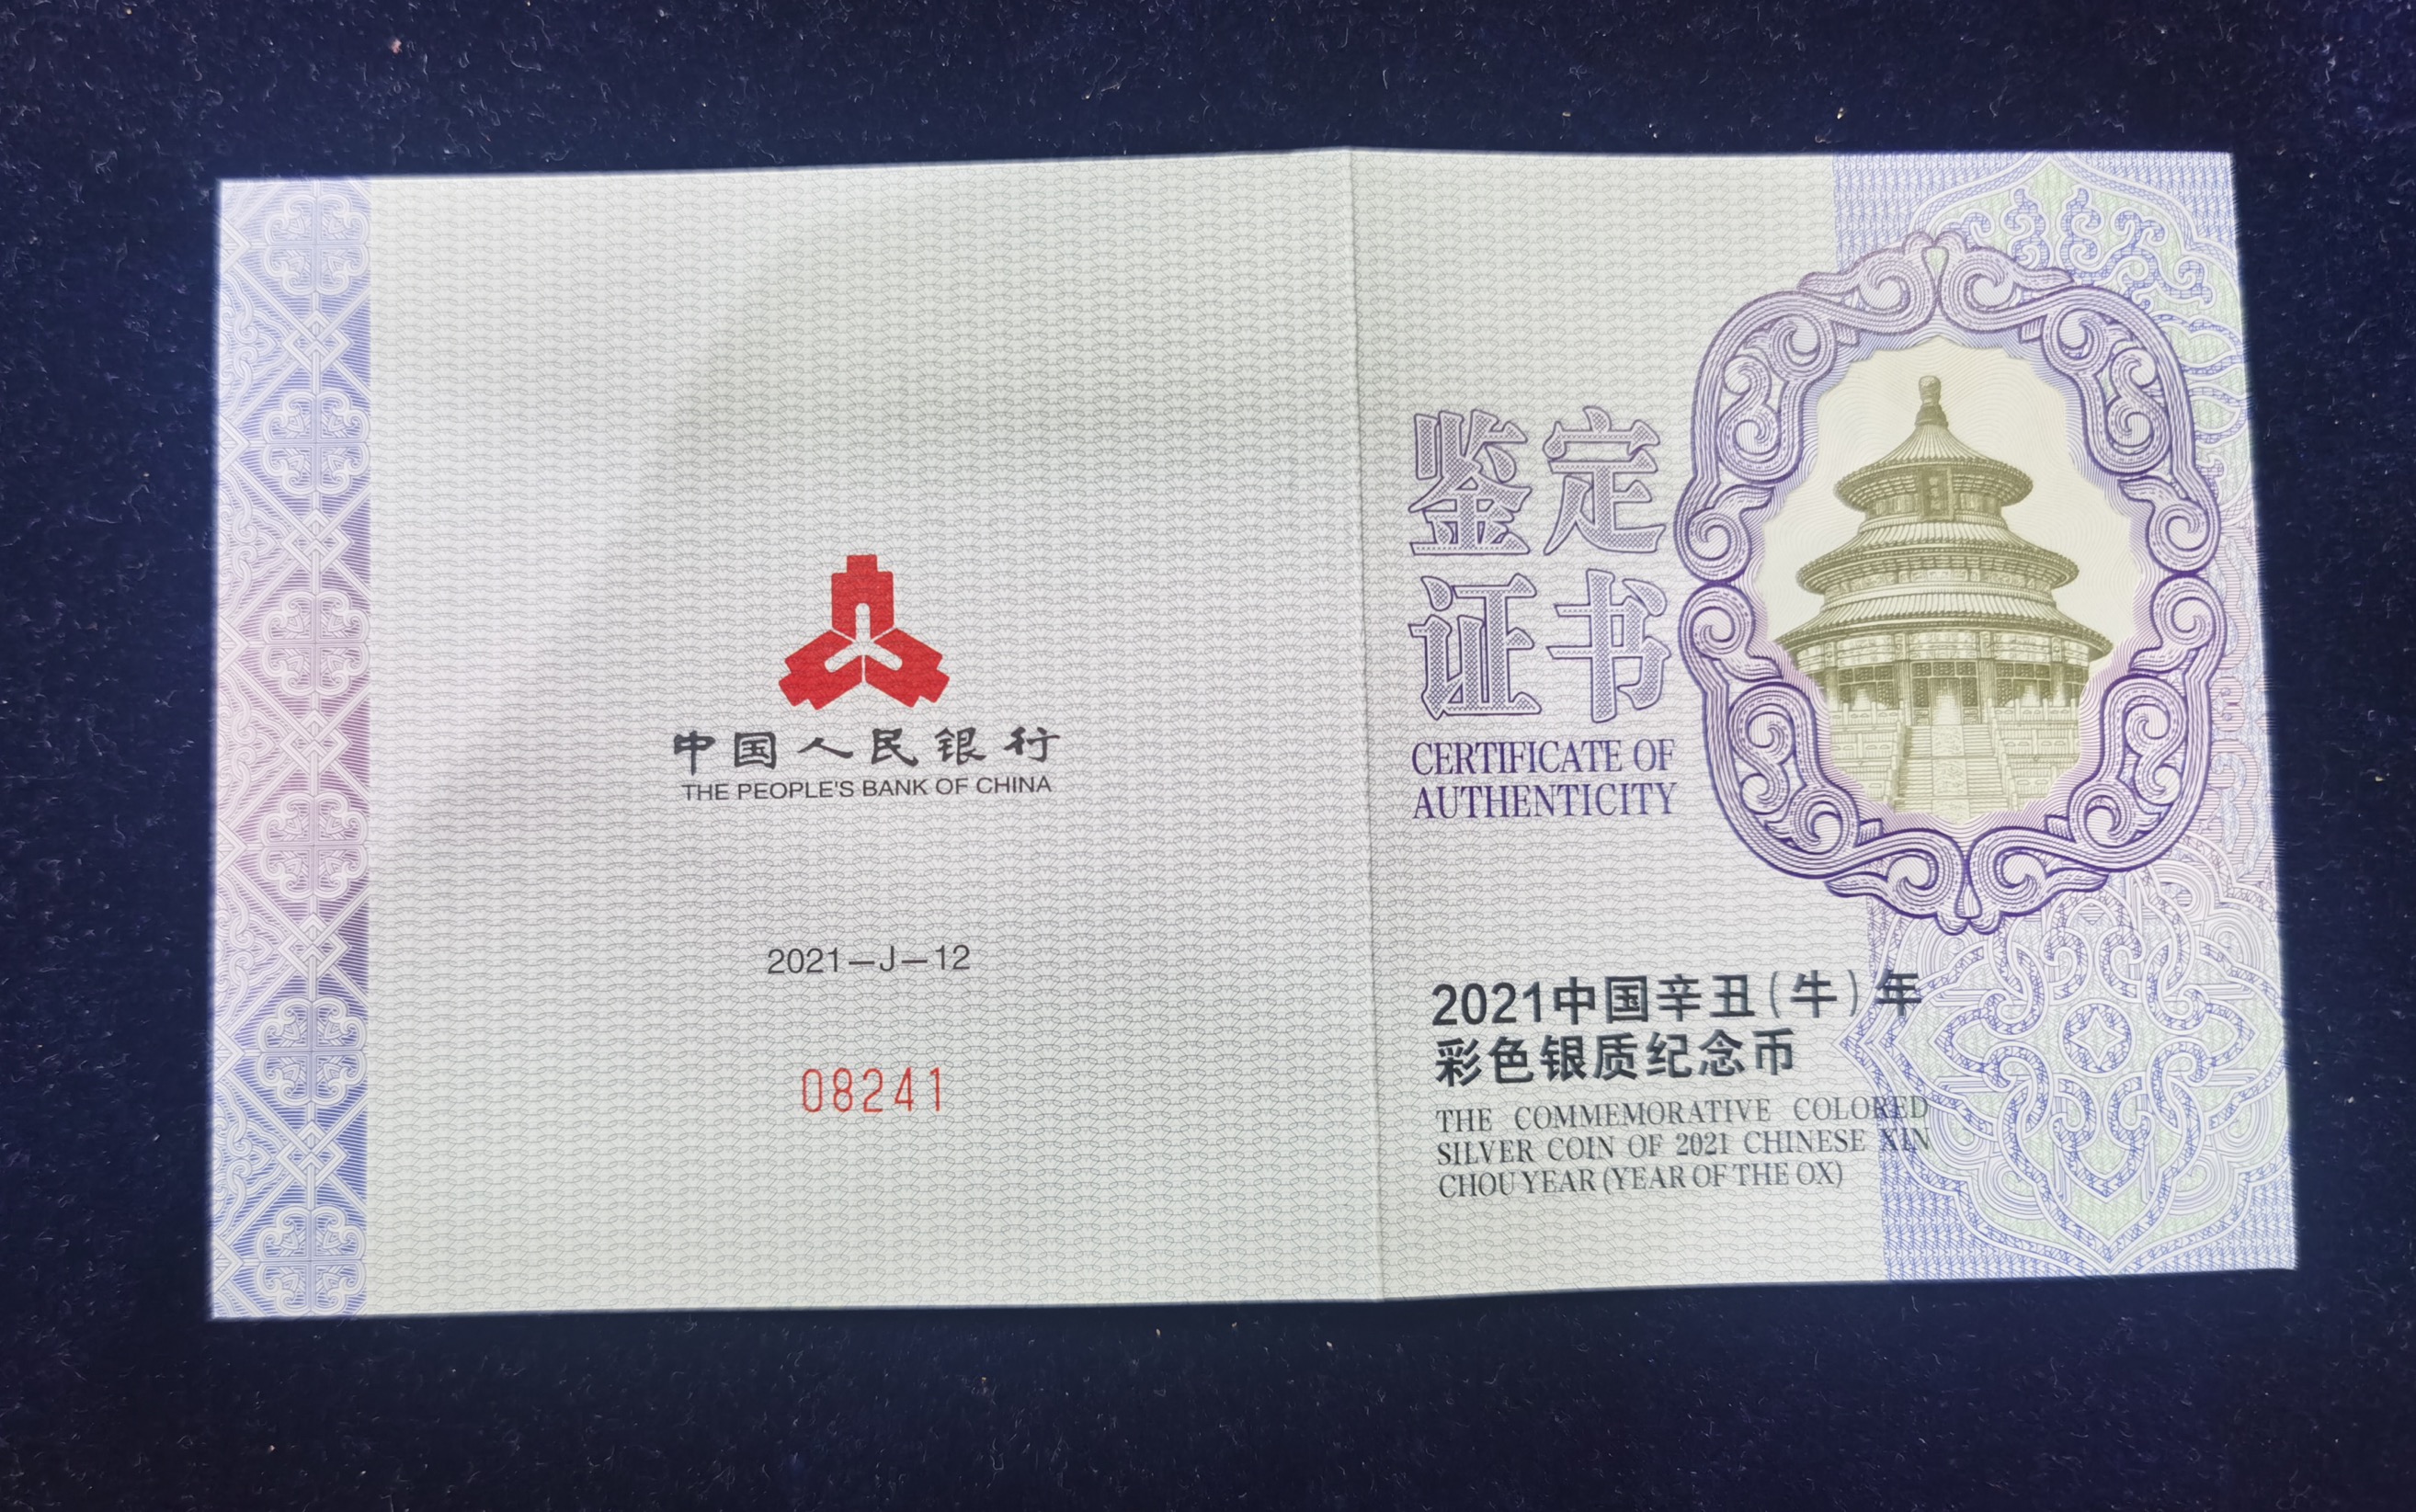 中国人民银行
THE PEOPLE'S BANK OF CHINA
2021—J—12
08241
鉴定
证书
CERTIFICATE OF
AUTHENTICITY
2021中国辛丑(牛)年
彩色银质纪念币
THE COMMEMORATIVE COLORED
SILVER COIN OF 2021 CHINESE XIN
CHOU YEAR (YEAR OF THE OX)